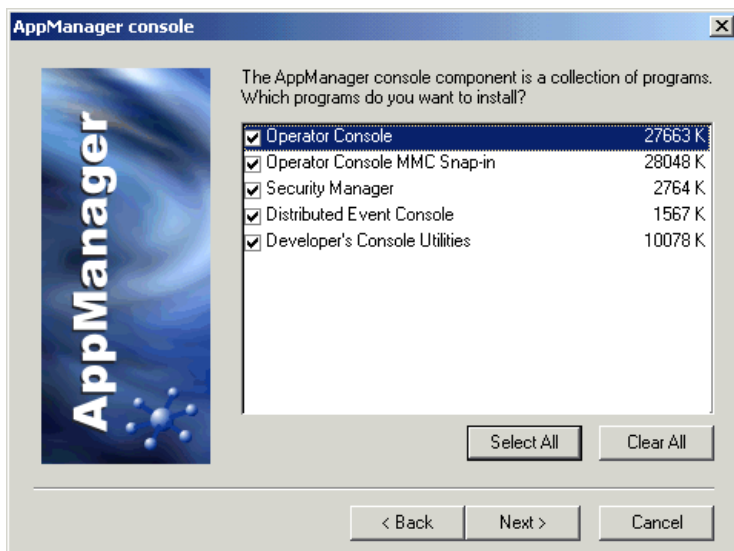 AppManager console
AppManager
The AppManager console component is a collection of programs.
Which programs do you want to install?
Operator Console 27663 K
Operator Console MMC Snap-in 28048 K
Security Manager 2764 K
Distributed Event Console 1567 K
Developer's Console Utilities 10078 K
Select All Clear All
< Back Next > Cancel